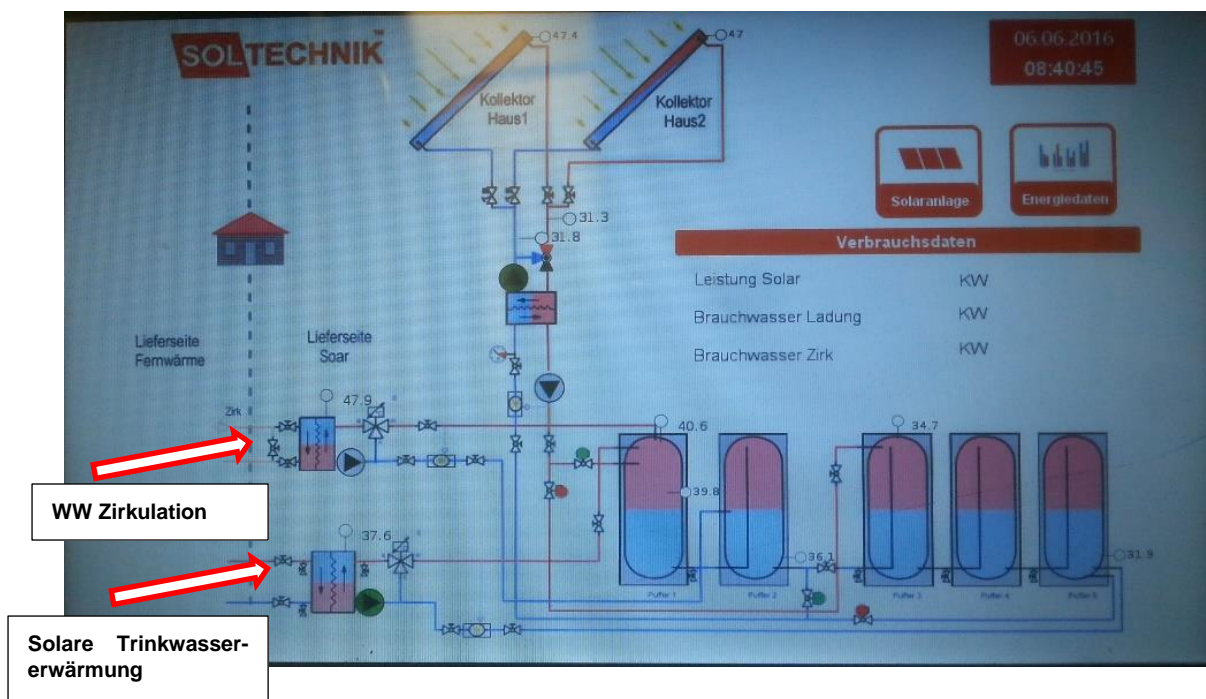 SOLTECHNIK™
06.06.2016
08:40:45
47.4
47
Kollektor
Haus1
Kollektor
Haus2
Solaranlage
Energiedaten
31.3
31.8
Verbrauchsdaten
Leistung Solar KW
Brauchwasser Ladung KW
Brauchwasser Zirk KW
Lieferseite
Fernwärme
Lieferseite
Soar
Zirk
47.9
40.6
34.7
39.8
WW Zirkulation
37.6
36.1
31.9
Puffer 1
Puffer 2
Puffer 3
Puffer 4
Puffer 5
Solare Trinkwasser-
erwärmung